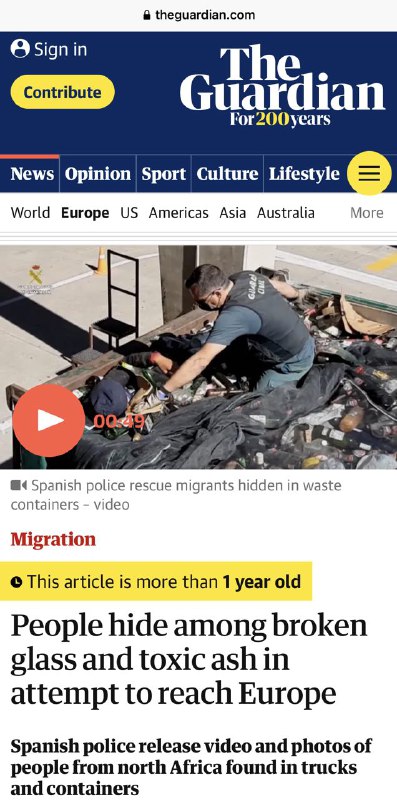 theguardian.com
Sign in
Contribute
The
Guardian
For 200 years
News Opinion Sport Culture Lifestyle
World Europe US Americas Asia Australia More
GUARDIA
CIVIL
00:49
Spanish police rescue migrants hidden in waste
containers – video
Migration
This article is more than 1 year old
People hide among broken
glass and toxic ash in
attempt to reach Europe
Spanish police release video and photos of
people from north Africa found in trucks
and containers